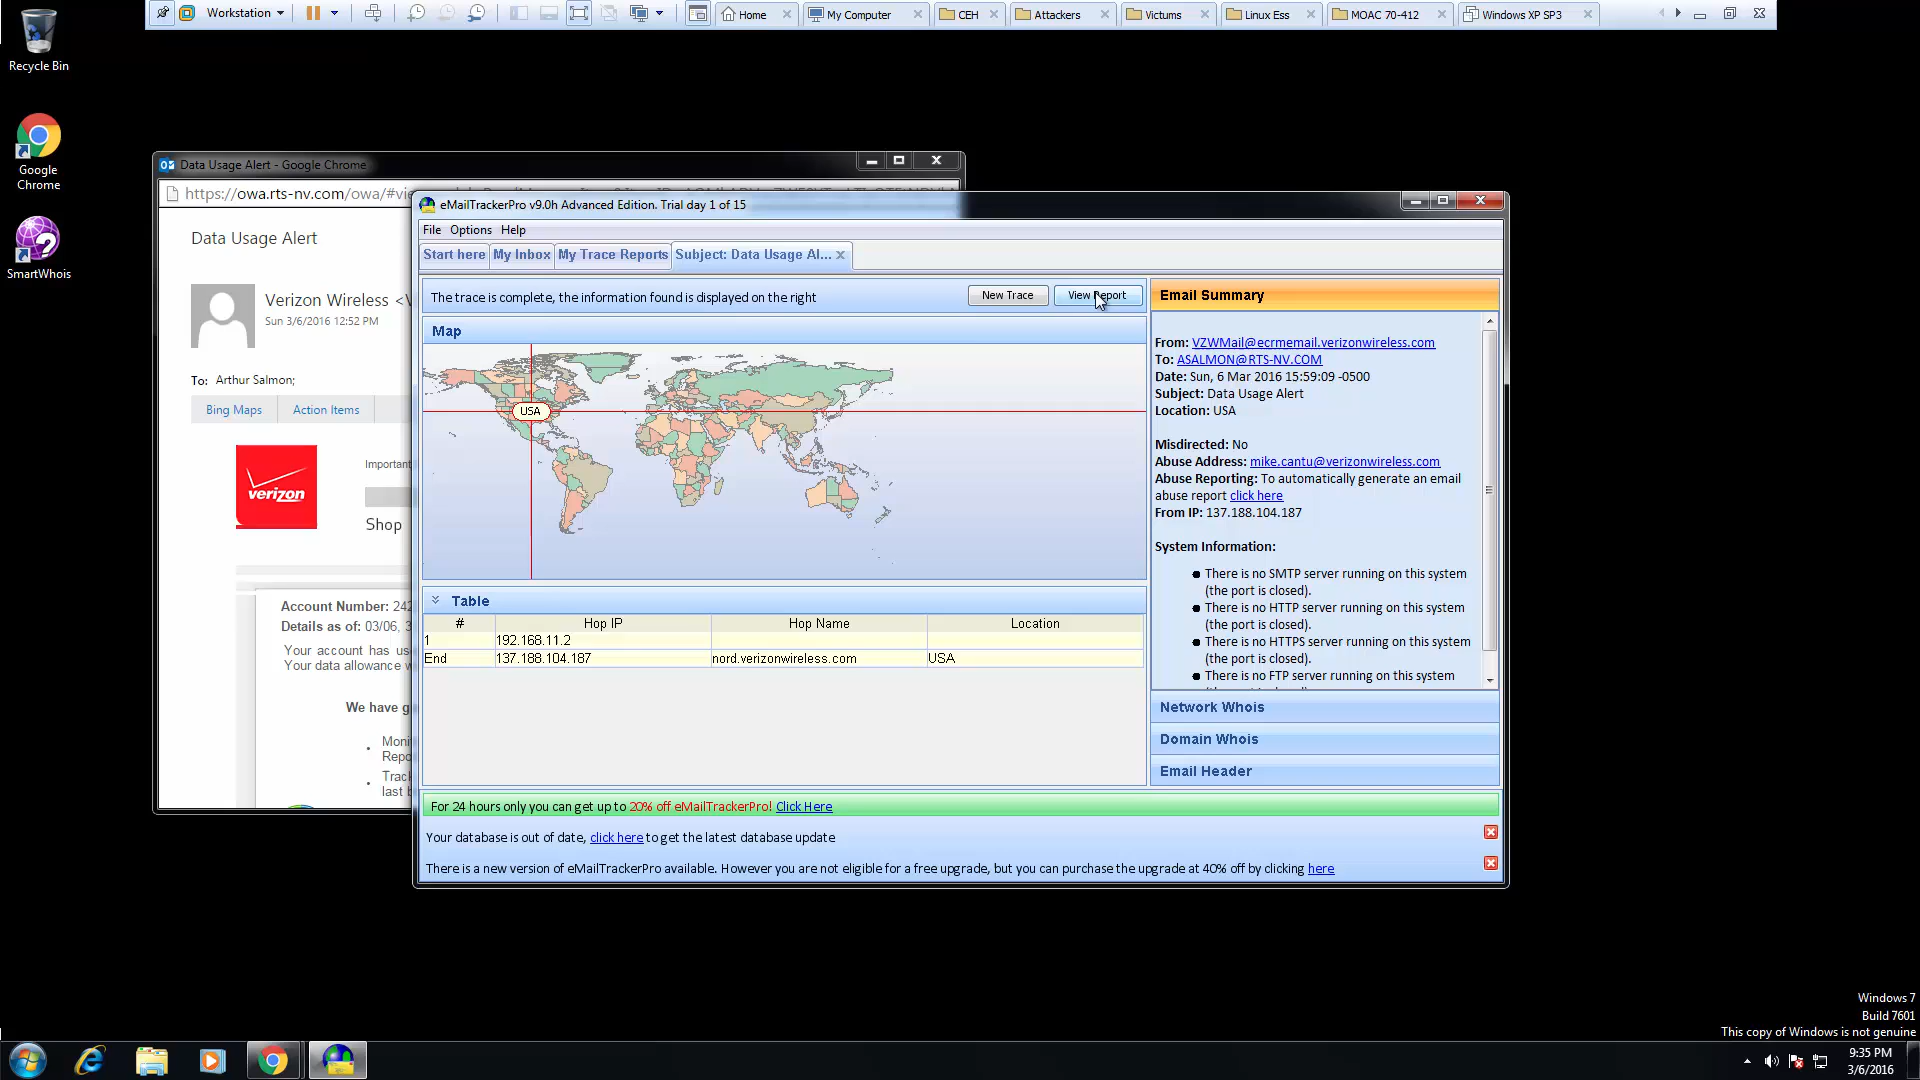 Workstation
Home
My Computer
CEH
Attackers
Victums
Linux Ess
MOAC 70-412
Windows XP SP3
Recycle Bin
Google
Chrome
SmartWhois
Data Usage Alert - Google Chrome
https://owa.rts-nv.com/owa/#vie
Data Usage Alert
Verizon Wireless <V
Sun 3/6/2016 12:52 PM
To: Arthur Salmon;
Bing Maps
Action Items
verizon
Important
Shop
Account Number: 242
Details as of: 03/06, 3
Your account has us
Your data allowance w
We have g
Moni
Repo
Trac
last b
eMailTrackerPro v9.0h Advanced Edition. Trial day 1 of 15
File Options Help
Start here
My Inbox
My Trace Reports
Subject: Data Usage Al...
The trace is complete, the information found is displayed on the right
New Trace
View Report
Map
USA
Table
# Hop IP Hop Name Location
1 192.168.11.2
End 137.188.104.187 nord.verizonwireless.com USA
Email Summary
From: VZWMail@ecrmemail.verizonwireless.com
To: ASALMON@RTS-NV.COM
Date: Sun, 6 Mar 2016 15:59:09 -0500
Subject: Data Usage Alert
Location: USA
Misdirected: No
Abuse Address: mike.cantu@verizonwireless.com
Abuse Reporting: To automatically generate an email
abuse report click here
From IP: 137.188.104.187
System Information:
There is no SMTP server running on this system
(the port is closed).
There is no HTTP server running on this system
(the port is closed).
There is no HTTPS server running on this system
(the port is closed).
There is no FTP server running on this system
Network Whois
Domain Whois
Email Header
For 24 hours only you can get up to 20% off eMailTrackerPro! Click Here
Your database is out of date, click here to get the latest database update
There is a new version of eMailTrackerPro available. However you are not eligible for a free upgrade, but you can purchase the upgrade at 40% off by clicking here
Windows 7
Build 7601
This copy of Windows is not genuine
9:35 PM
3/6/2016